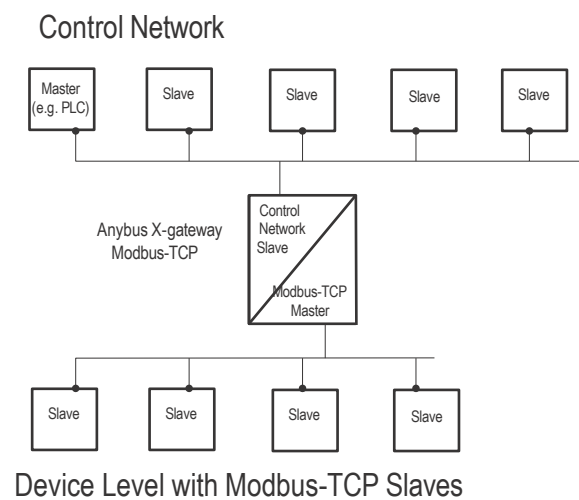 Control Network
Master
(e.g. PLC)
Slave
Slave
Slave
Slave
Anybus X-gateway
Modbus-TCP
Control
Network
Slave
Modbus-TCP
Master
Slave
Slave
Slave
Slave
Device Level with Modbus-TCP Slaves